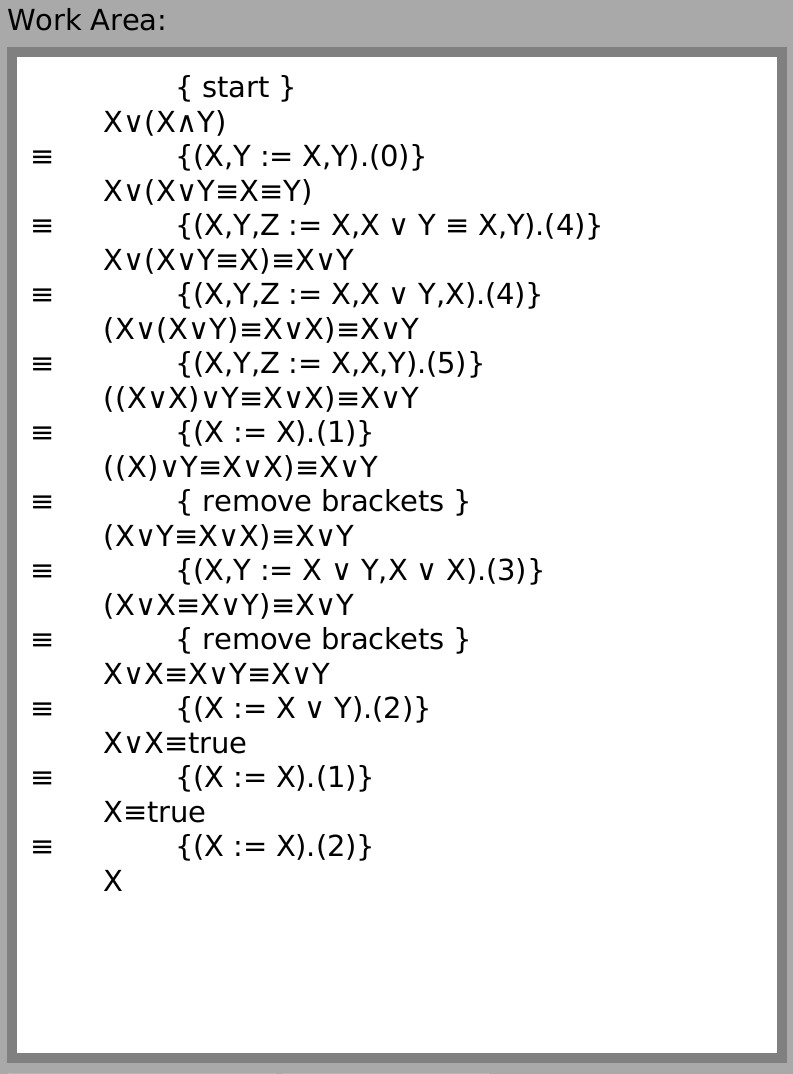 Work Area:
{ start }
X∨(X∧Y)
≡ {(X,Y := X,Y).(0)}
X∨(X∨Y≡X≡Y)
≡ {(X,Y,Z := X,X ∨ Y ≡ X,Y).(4)}
X∨(X∨Y≡X)≡X∨Y
≡ {(X,Y,Z := X,X ∨ Y,X).(4)}
(X∨(X∨Y)≡X∨X)≡X∨Y
≡ {(X,Y,Z := X,X,Y).(5)}
((X∨X)∨Y≡X∨X)≡X∨Y
≡ {(X := X).(1)}
((X)∨Y≡X∨X)≡X∨Y
≡ { remove brackets }
(X∨Y≡X∨X)≡X∨Y
≡ {(X,Y := X ∨ Y,X ∨ X).(3)}
(X∨X≡X∨Y)≡X∨Y
≡ { remove brackets }
X∨X≡X∨Y≡X∨Y
≡ {(X := X ∨ Y).(2)}
X∨X≡true
≡ {(X := X).(1)}
X≡true
≡ {(X := X).(2)}
X